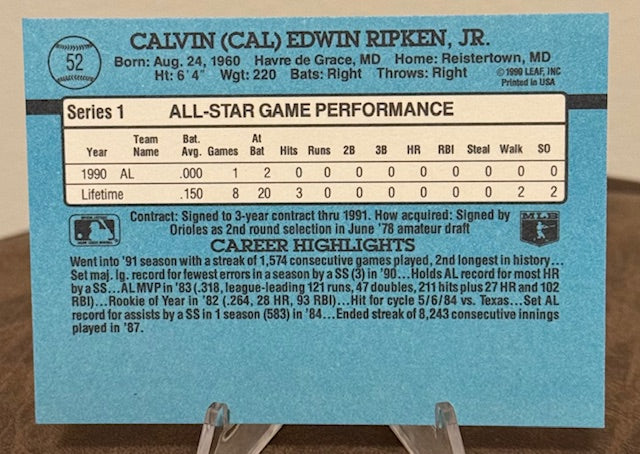 52
CALVIN (CAL) EDWIN RIPKEN, JR.
Born: Aug. 24, 1960 Havre de Grace, MD Home: Reistertown, MD
Ht: 6'4" Wgt: 220 Bats: Right Throws: Right
© 1990 LEAF, INC
Printed in USA
Series 1 ALL-STAR GAME PERFORMANCE
Year Team Name Bat. Avg. Games At Bat Hits Runs 2B 3B HR RBI Steal Walk SO
1990 AL .000 1 2 0 0 0 0 0 0 0 0 0
Lifetime .150 8 20 3 0 0 0 0 0 0 2 2
Contract: Signed to 3-year contract thru 1991. How acquired: Signed by
Orioles as 2nd round selection in June '78 amateur draft
MLB
CAREER HIGHLIGHTS
Went into '91 season with a streak of 1,574 consecutive games played, 2nd longest in history...
Set maj. lg. record for fewest errors in a season by a SS (3) in '90...Holds AL record for most HR
by a SS...AL MVP in '83 (.318, league-leading 121 runs, 47 doubles, 211 hits plus 27 HR and 102
RBI)...Rookie of Year in '82 (.264, 28 HR, 93 RBI)...Hit for cycle 5/6/84 vs. Texas...Set AL
record for assists by a SS in 1 season (583) in '84...Ended streak of 8,243 consecutive innings
played in '87.